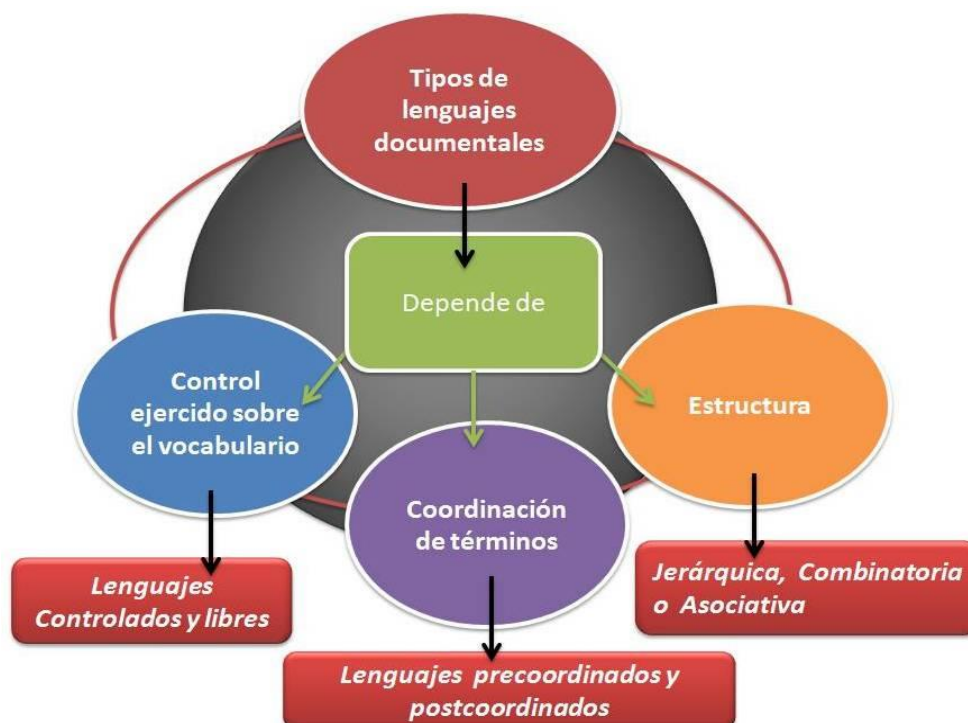 Tipos de
lenguajes
documentales
Depende de
Control
ejercido sobre
el vocabulario
Coordinación
de términos
Estructura
Lenguajes
Controlados y libres
Lenguajes precoordinados y
postcoordinados
Jerárquica, Combinatoria
o Asociativa